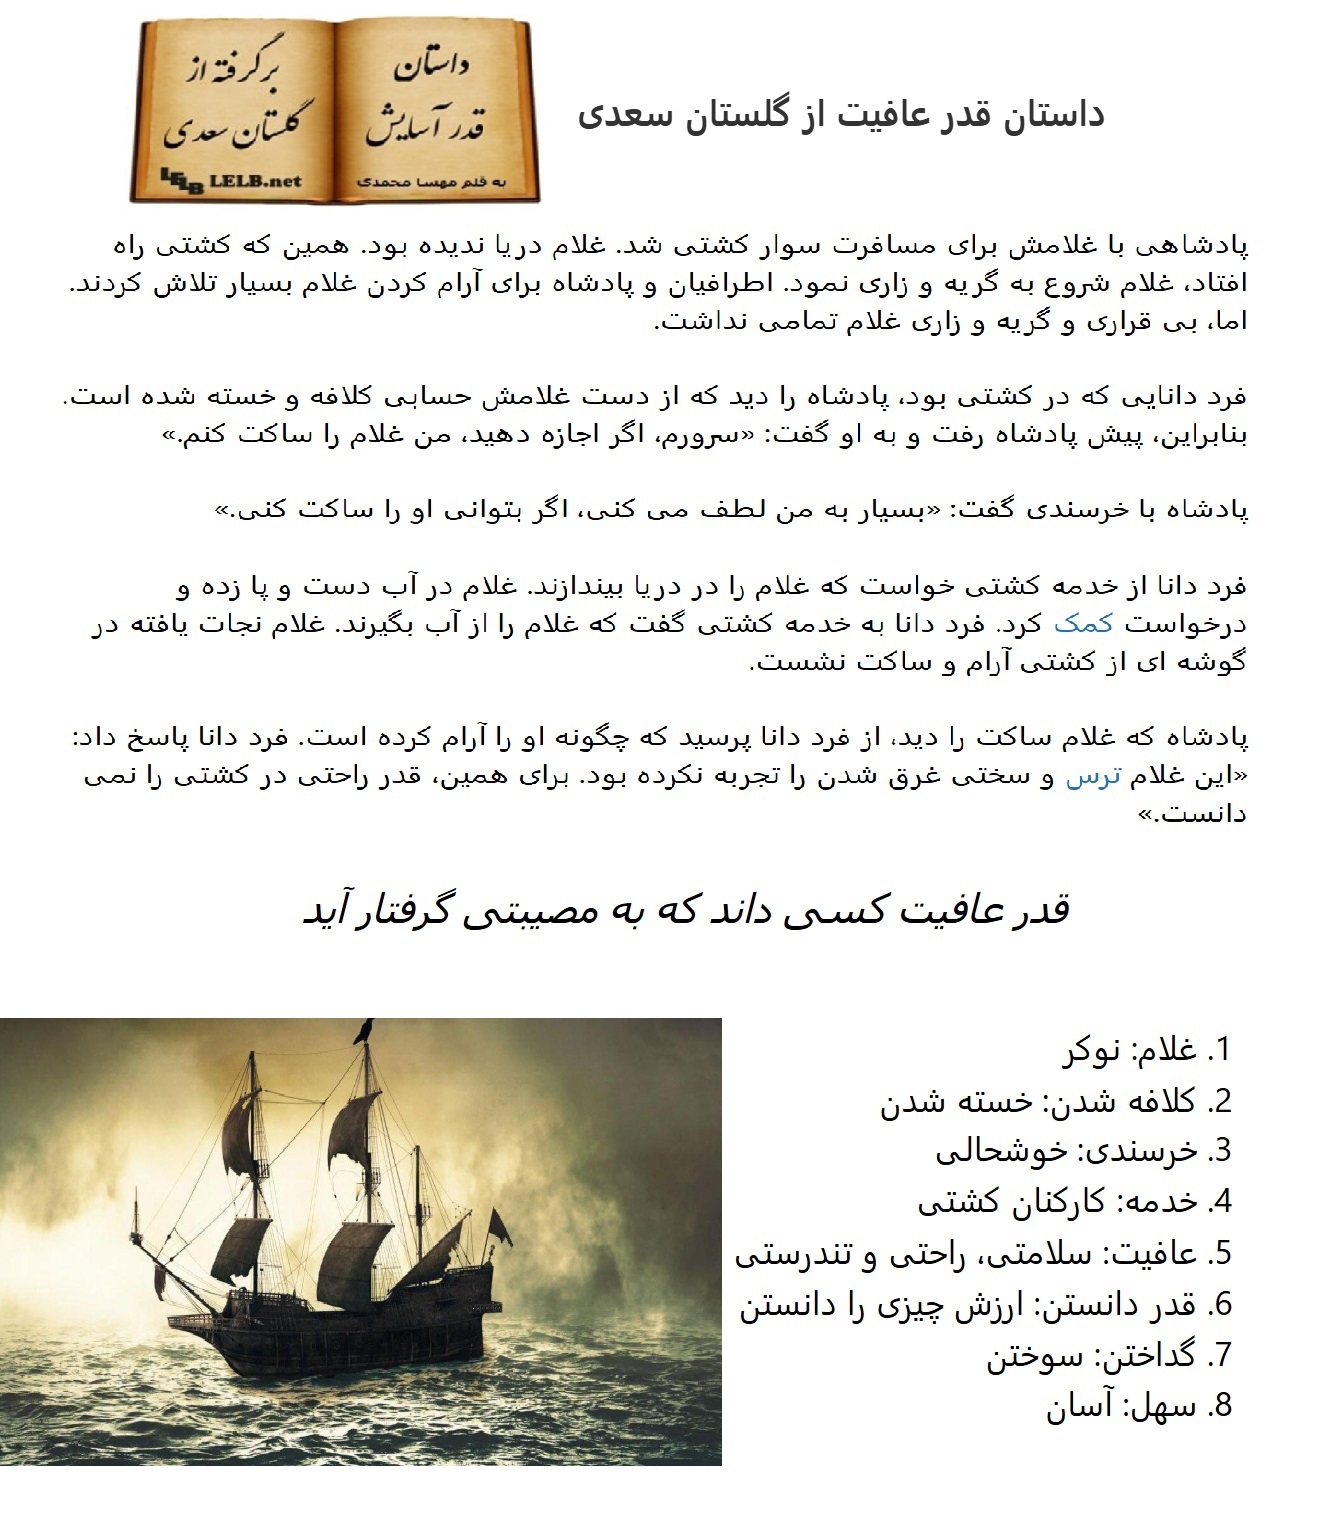 داستان
قدر آسایش
به قلم مهسا محمدی
برگرفته از
گلستان سعدی
LELB LELB.net
داستان قدر عافیت از گلستان سعدی
پادشاهی با غلامش برای مسافرت سوار کشتی شد. غلام دریا ندیده بود. همین که کشتی راه
افتاد، غلام شروع به گریه و زاری نمود. اطرافیان و پادشاه برای آرام کردن غلام بسیار تلاش کردند.
اما، بی قراری و گریه و زاری غلام تمامی نداشت.
فرد دانایی که در کشتی بود، پادشاه را دید که از دست غلامش حسابی کلافه و خسته شده است.
بنابراین، پیش پادشاه رفت و به او گفت: «سرورم، اگر اجازه دهید، من غلام را ساکت کنم.»
پادشاه با خرسندی گفت: «بسیار به من لطف می کنی، اگر بتوانی او را ساکت کنی.»
فرد دانا از خدمه کشتی خواست که غلام را در دریا بیندازند. غلام در آب دست و پا زده و
درخواست کمک کرد. فرد دانا به خدمه کشتی گفت که غلام را از آب بگیرند. غلام نجات یافته در
گوشه ای از کشتی آرام و ساکت نشست.
پادشاه که غلام ساکت را دید، از فرد دانا پرسید که چگونه او را آرام کرده است. فرد دانا پاسخ داد:
«این غلام ترس و سختی غرق شدن را تجربه نکرده بود. برای همین، قدر راحتی در کشتی را نمی
دانست.»
قدر عافیت کسی داند که به مصیبتی گرفتار آید
1. غلام: نوکر
2. کلافه شدن: خسته شدن
3. خرسندی: خوشحالی
4. خدمه: کارکنان کشتی
5. عافیت: سلامتی، راحتی و تندرستی
6. قدر دانستن: ارزش چیزی را دانستن
7. گداختن: سوختن
8. سهل: آسان